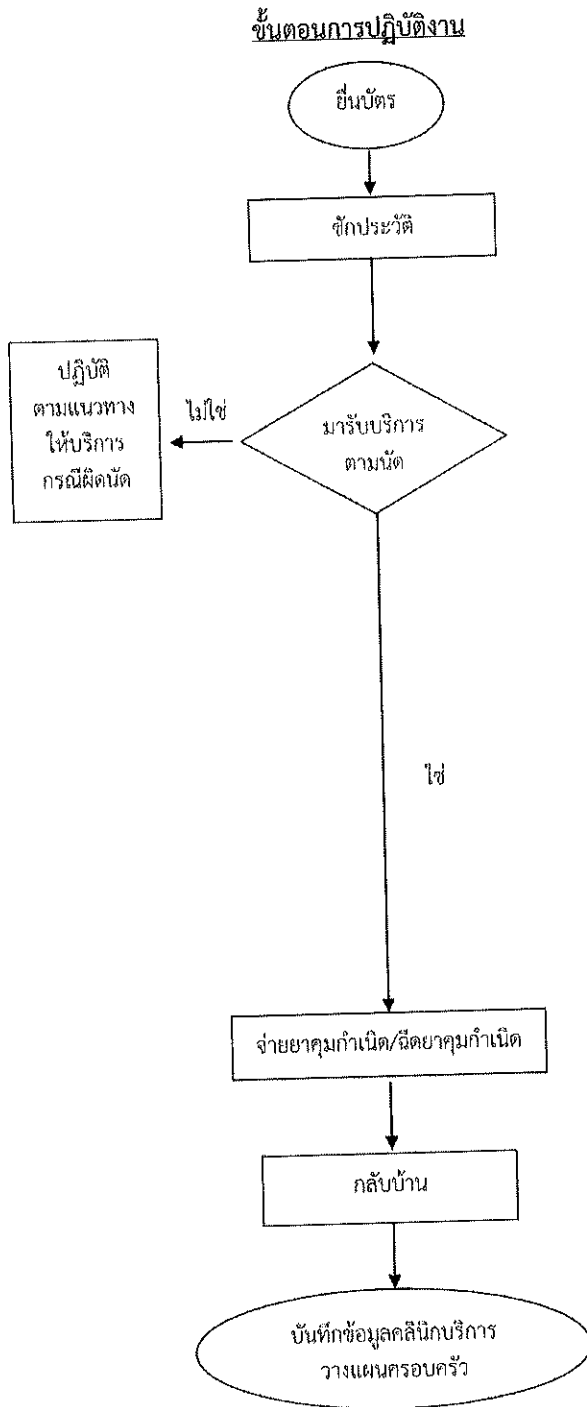 ขั้นตอนการปฏิบัติงาน
ยื่นบัตร
ซักประวัติ
ปฏิบัติ
ตามแนวทาง
ให้บริการ
กรณีผิดนัด
ไม่ใช่
มารับบริการ
ตามนัด
ใช่
จ่ายยาคุมกำเนิด/ฉีดยาคุมกำเนิด
กลับบ้าน
บันทึกข้อมูลคลินิกบริการ
วางแผนครอบครัว